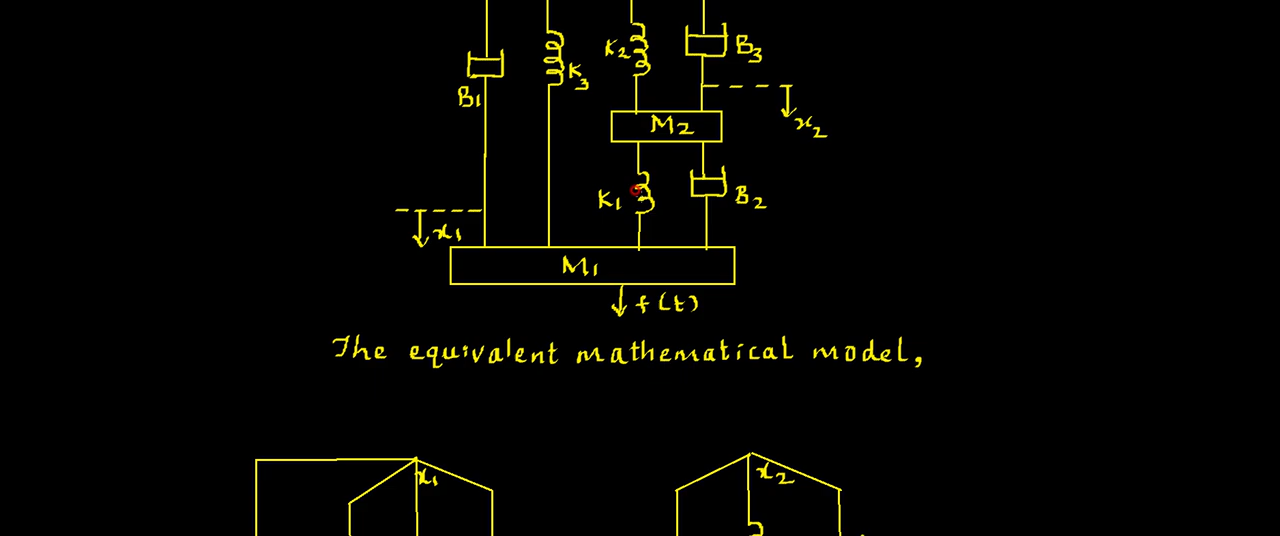 K2
B3
K3
B1
M2
x2
K1
B2
x1
M1
f(t)
The equivalent mathematical model,
x1
x2